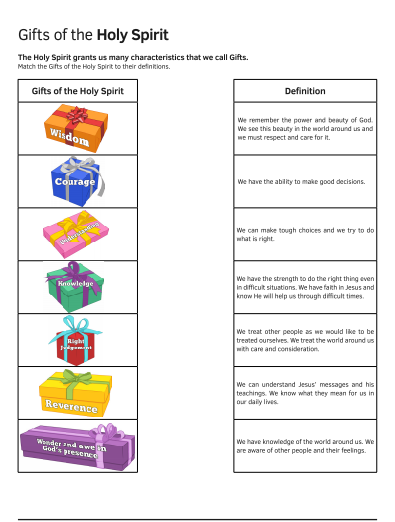 Gifts of the Holy Spirit
The Holy Spirit grants us many characteristics that we call Gifts.
Match the Gifts of the Holy Spirit to their definitions.
Gifts of the Holy Spirit
Definition
Wisdom
We remember the power and beauty of God.
We see this beauty in the world around us and
we must respect and care for it.
Courage
We have the ability to make good decisions.
Understanding
We can make tough choices and we try to do
what is right.
Knowledge
We have the strength to do the right thing even
in difficult situations. We have faith in Jesus and
know He will help us through difficult times.
Right
Judgement
We treat other people as we would like to be
treated ourselves. We treat the world around us
with care and consideration.
Reverence
We can understand Jesus' messages and his
teachings. We know what they mean for us in
our daily lives.
Wonder and awe in
God's presence
We have knowledge of the world around us. We
are aware of other people and their feelings.